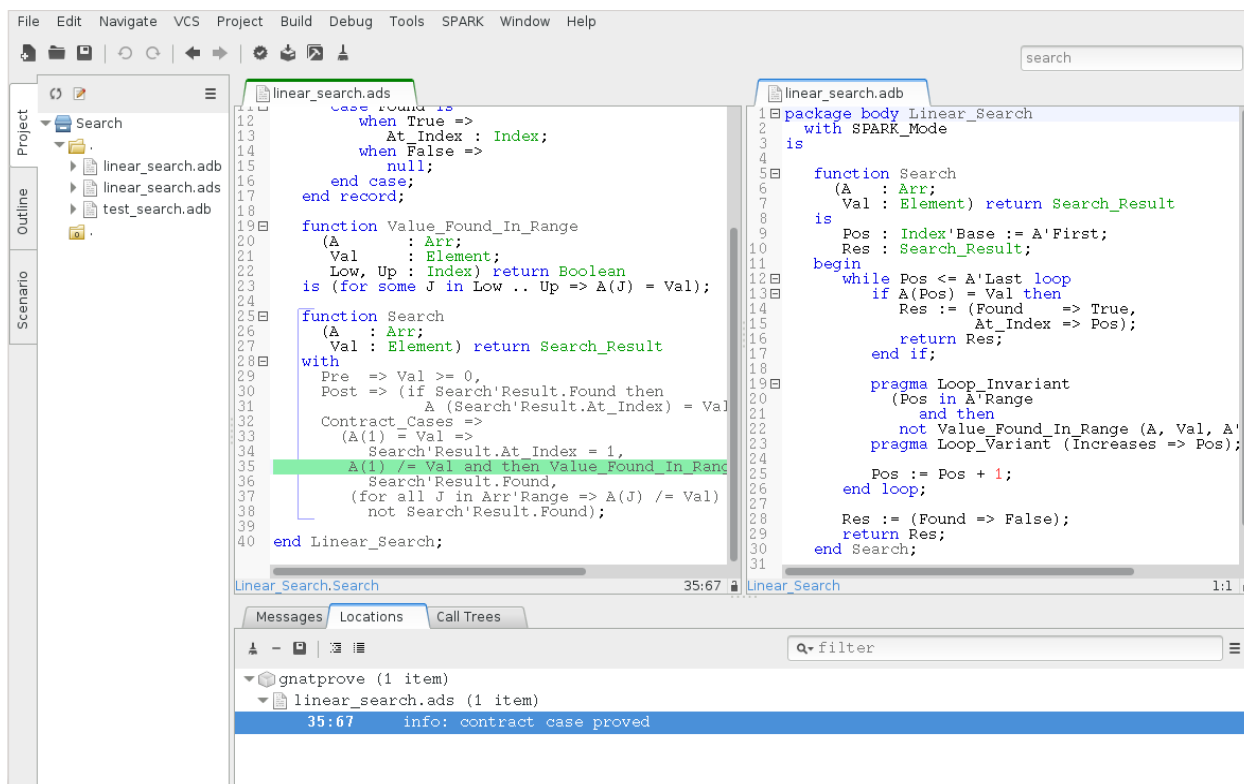 File Edit Navigate VCS Project Build Debug Tools SPARK Window Help
search
Project
Outline
Scenario
Search
.
linear_search.adb
linear_search.ads
test_search.adb
.
linear_search.ads
11 case Found is
12 when True =>
13 At_Index : Index;
14 when False =>
15 null;
16 end case;
17 end record;
18
19 function Value_Found_In_Range
20 (A : Arr;
21 Val : Element;
22 Low, Up : Index) return Boolean
23 is (for some J in Low .. Up => A(J) = Val);
24
25 function Search
26 (A : Arr;
27 Val : Element) return Search_Result
28 with
29 Pre => Val >= 0,
30 Post => (if Search'Result.Found then
31 A (Search'Result.At_Index) = Val
32 Contract_Cases =>
33 (A(1) = Val =>
34 Search'Result.At_Index = 1,
35 A(1) /= Val and then Value_Found_In_Rang
36 Search'Result.Found,
37 (for all J in Arr'Range => A(J) /= Val)
38 not Search'Result.Found);
39
40 end Linear_Search;
Linear_Search.Search 35:67
linear_search.adb
1 package body Linear_Search
2 with SPARK_Mode
3 is
4
5 function Search
6 (A : Arr;
7 Val : Element) return Search_Result
8 is
9 Pos : Index'Base := A'First;
10 Res : Search_Result;
11 begin
12 while Pos <= A'Last loop
13 if A(Pos) = Val then
14 Res := (Found => True,
15 At_Index => Pos);
16 return Res;
17 end if;
18
19 pragma Loop_Invariant
20 (Pos in A'Range
21 and then
22 not Value_Found_In_Range (A, Val, A'
23 pragma Loop_Variant (Increases => Pos);
24
25 Pos := Pos + 1;
26 end loop;
27
28 Res := (Found => False);
29 return Res;
30 end Search;
31
Linear_Search 1:1
Messages Locations Call Trees
filter
gnatprove (1 item)
linear_search.ads (1 item)
35:67 info: contract case proved